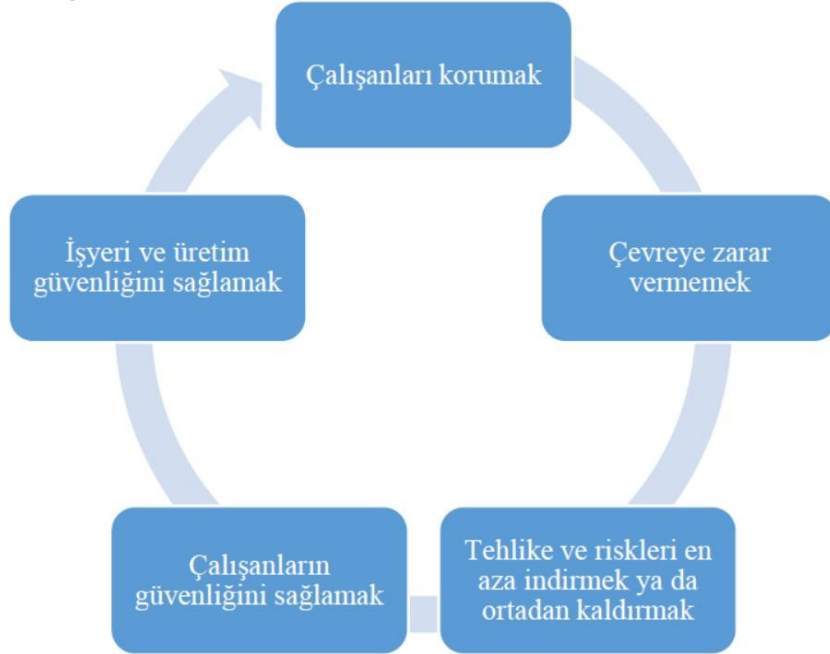 Çalışanları korumak
Çevreye zarar
vermemek
Tehlike ve riskleri en
aza indirmek ya da
ortadan kaldırmak
Çalışanların
güvenliğini sağlamak
İşyeri ve üretim
güvenliğini sağlamak